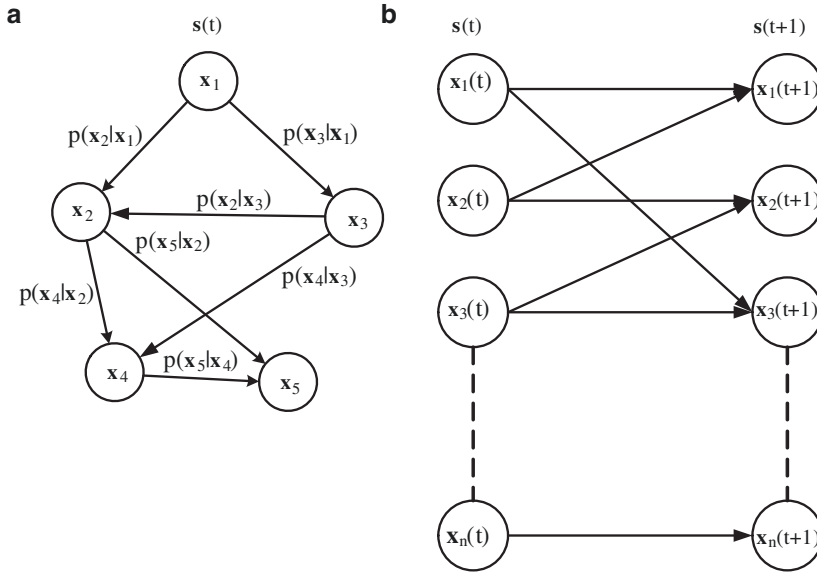 a
s(t)
x₁
p(x₂|x₁)
p(x₃|x₁)
x₂
p(x₂|x₃)
x₃
p(x₅|x₂)
p(x₄|x₃)
p(x₄|x₂)
x₄
p(x₅|x₄)
x₅
b
s(t) s(t+1)
x₁(t) x₁(t+1)
x₂(t) x₂(t+1)
x₃(t) x₃(t+1)
xₙ(t) xₙ(t+1)